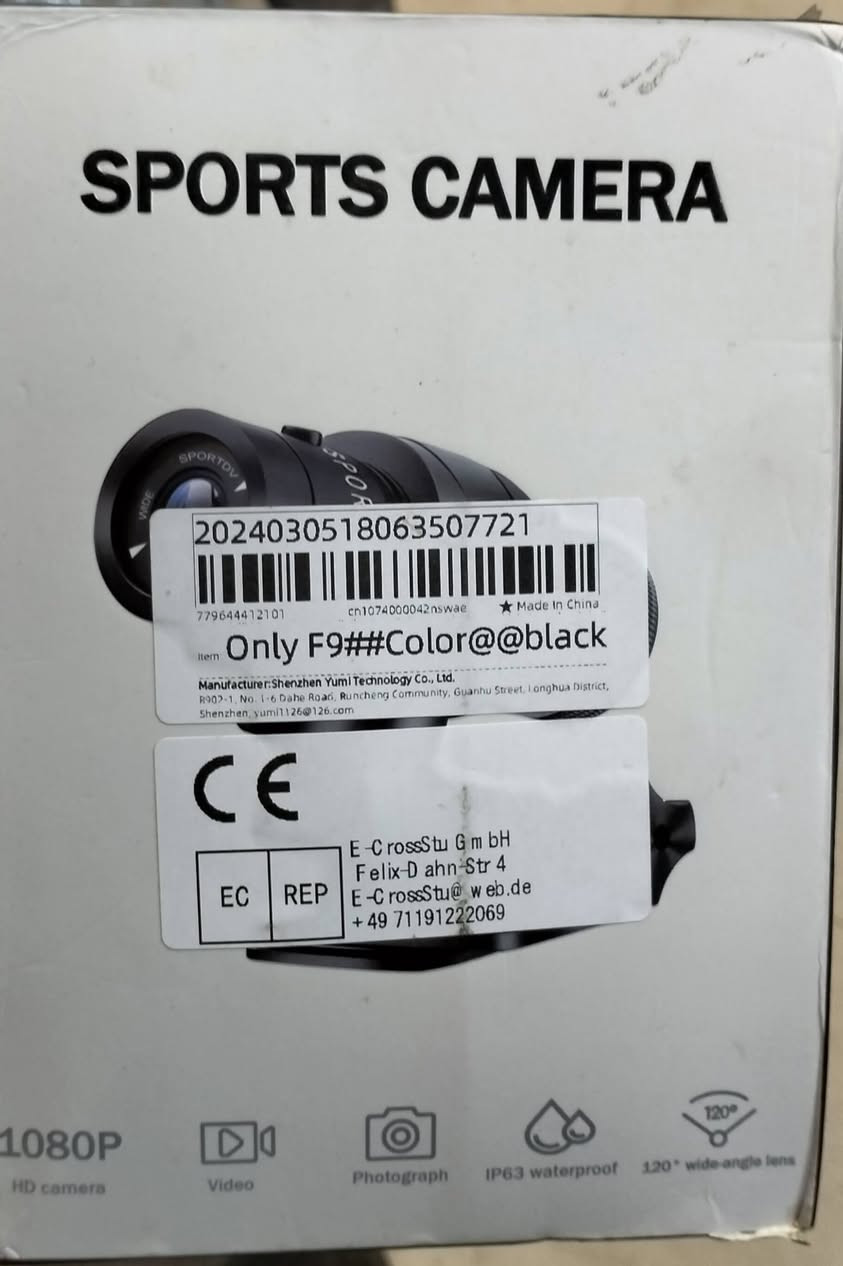 SPORTS CAMERA
SPORTDV
WIDE
SPOR
2024030518063507721
779644412101 cn1074000042nswae ★ Made In China
Item Only F9##Color@@black
Manufacturer:Shenzhen Yumi Technology Co., Ltd.
R902-1, No. 1-6 Dahe Road, Runcheng Community, Guanhu Street, Longhua District,
Shenzhen, yumi1126@126.com
CE
EC REP
E-CrossStu GmbH
Felix-Dahn-Str 4
E-CrossStu@web.de
+49 71191222069
1080P
HD camera
Video
Photograph
IP63 waterproof
120°
120° wide-angle lens